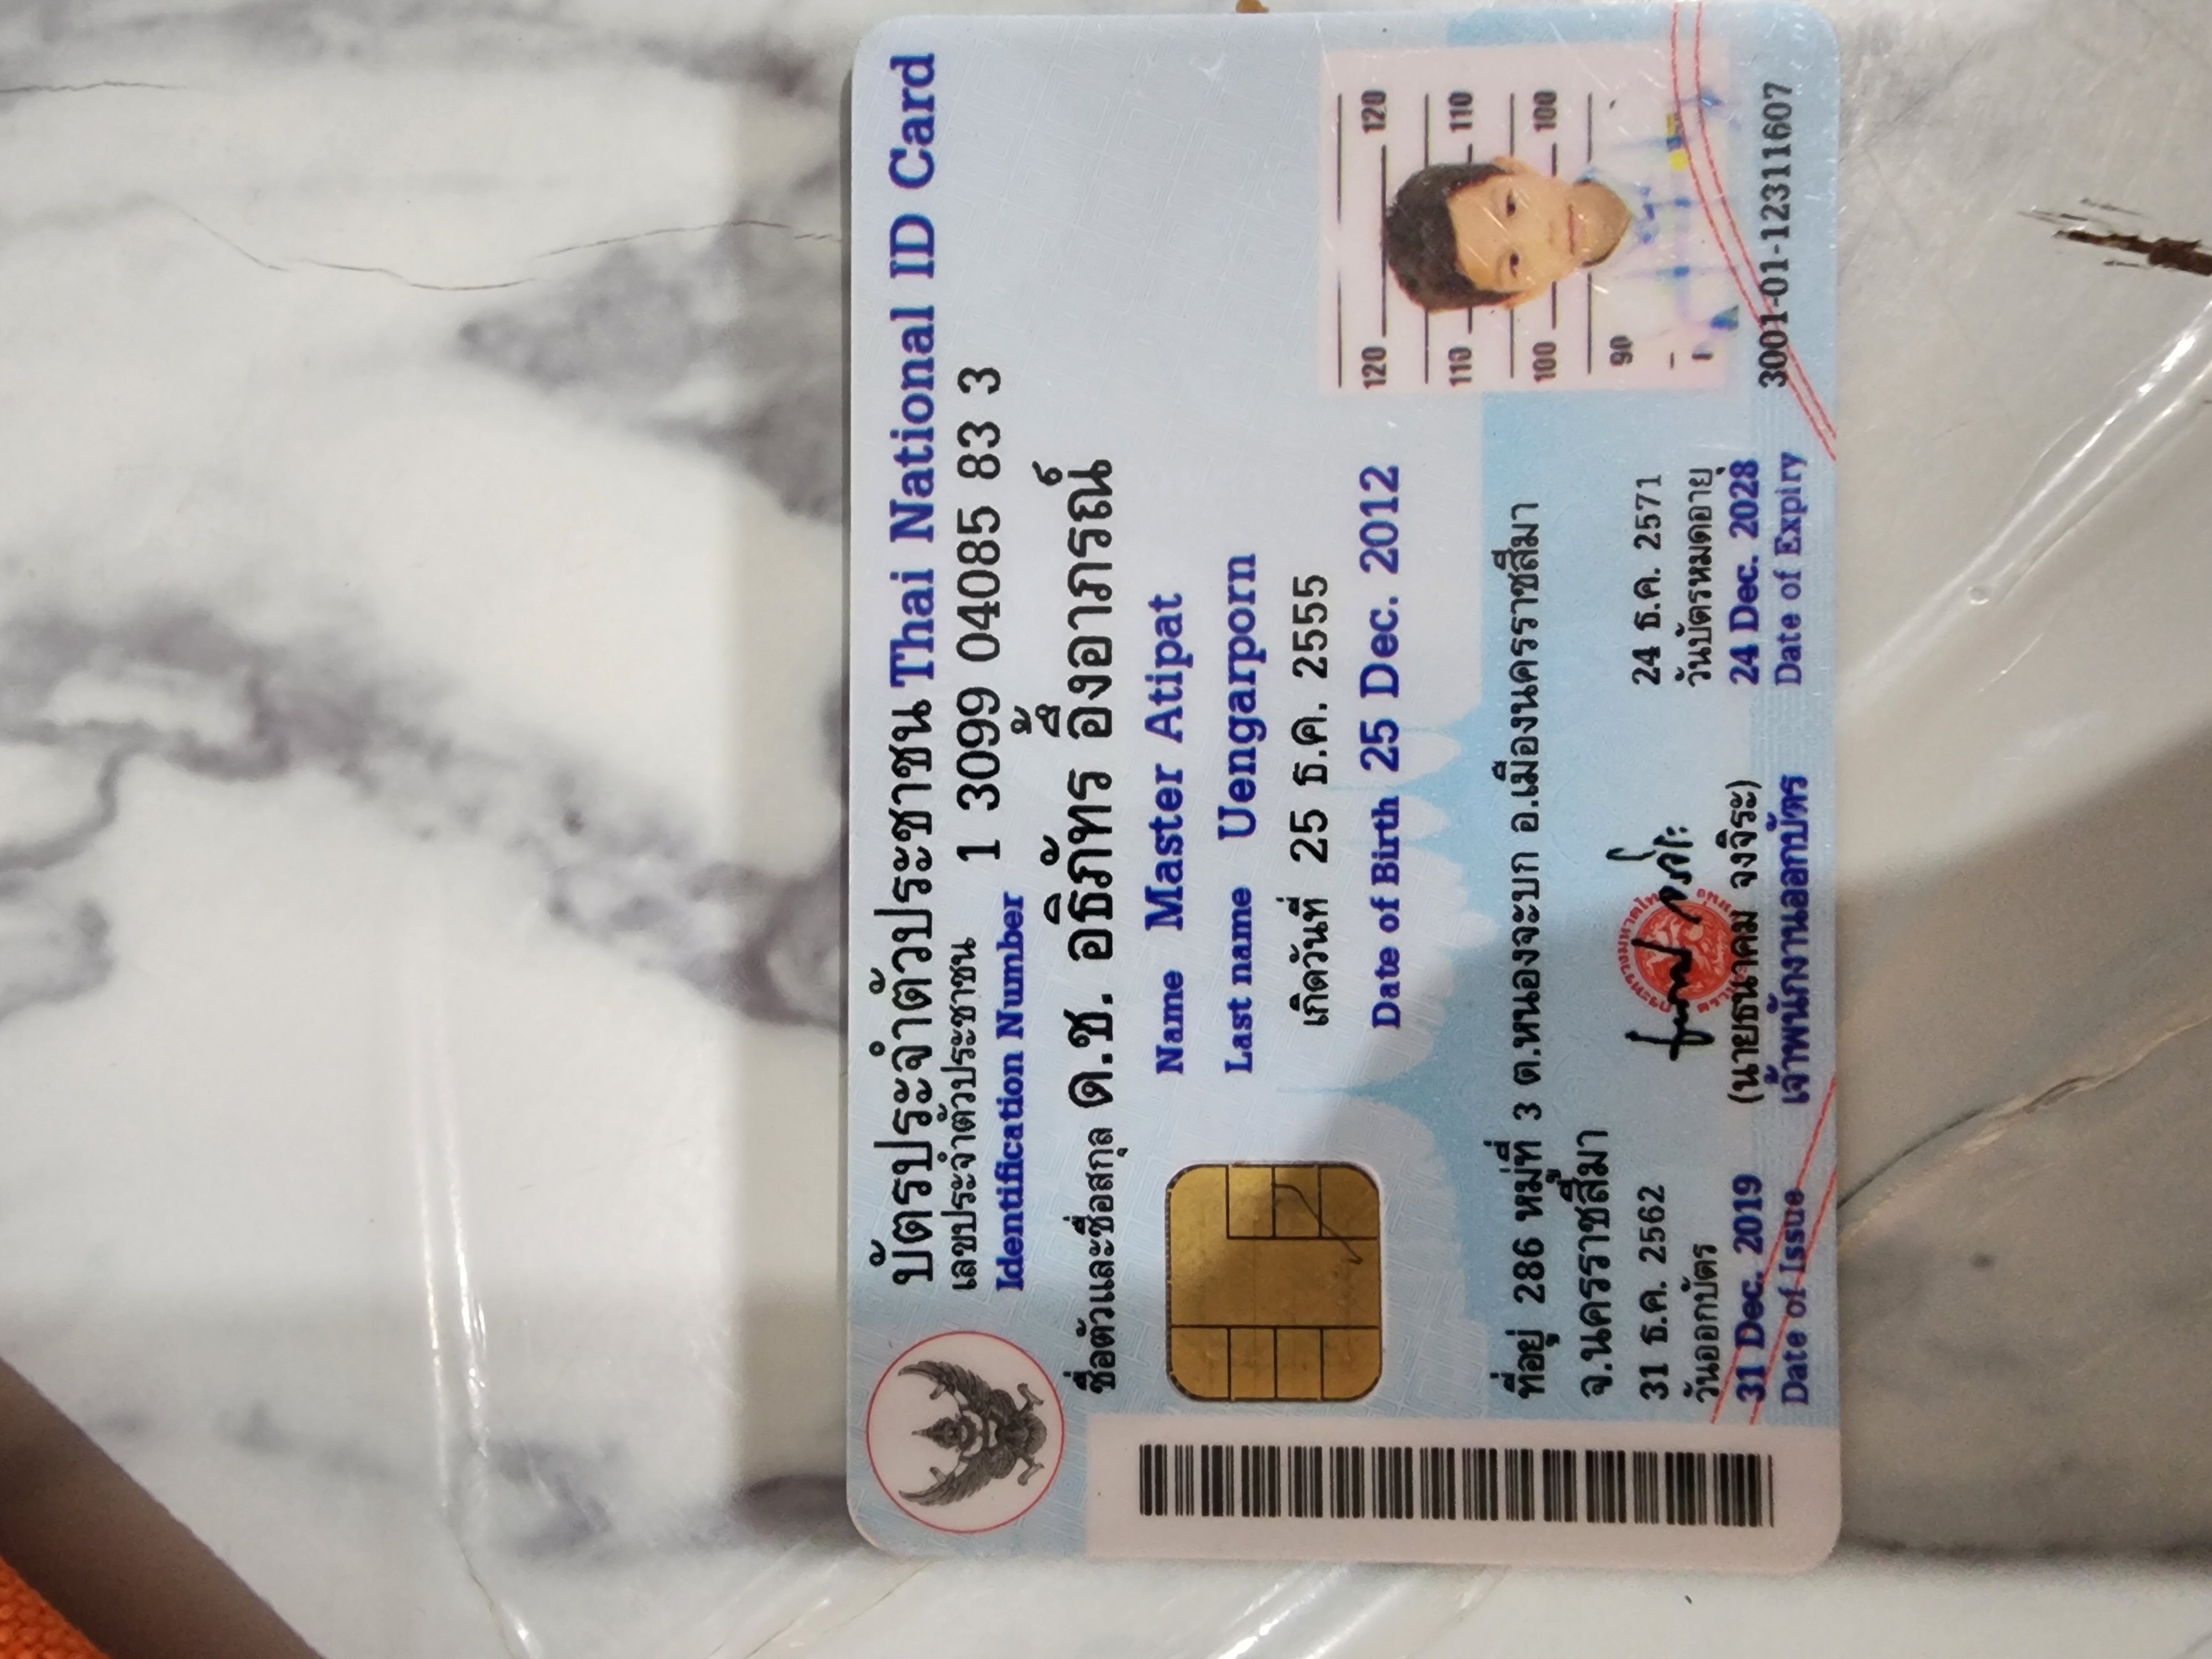 บัตรประจำตัวประชาชน Thai National ID Card
เลขประจำตัวประชาชน 1 3099 04085 83 3
Identification Number
ชื่อตัวและชื่อสกุล ด.ช. อธิภัทร อึ้งอาภรณ์
Name Master Atipat
Last name Uengarporn
เกิดวันที่ 25 ธ.ค. 2555
Date of Birth 25 Dec. 2012
ที่อยู่ 286 หมู่ที่ 3 ต.หนองจะบก อ.เมืองนครราชสีมา
จ.นครราชสีมา
31 ธ.ค. 2562
วันออกบัตร
31 Dec. 2019
Date of Issue
(นายธนาคม จงจิระ)
เจ้าพนักงานออกบัตร
24 ธ.ค. 2571
วันบัตรหมดอายุ
24 Dec. 2028
Date of Expiry
120 120
110 110
100 100
90
3001-01-12311607